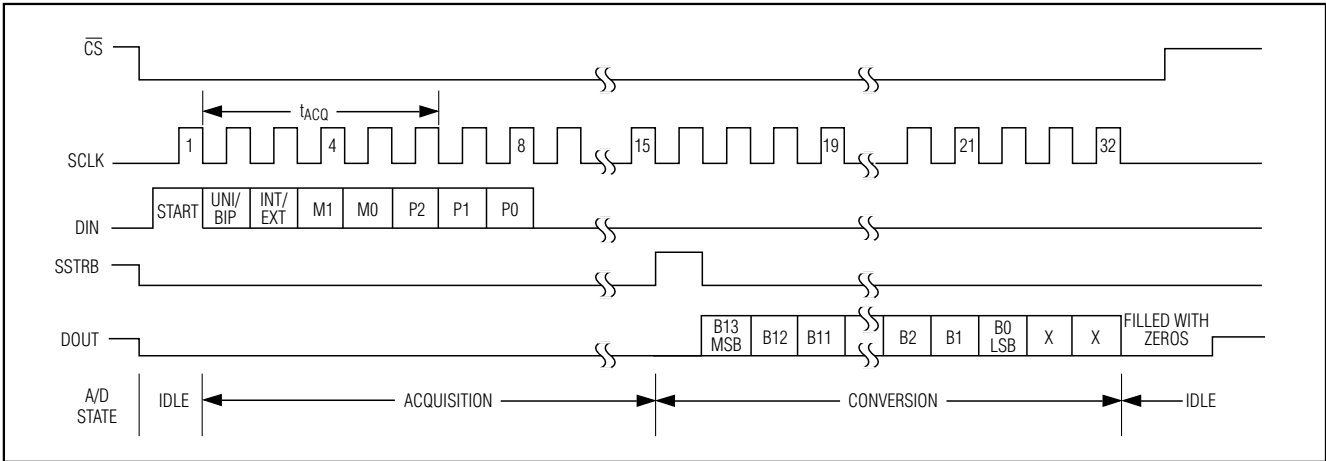 CS
tACQ
SCLK 1 4 8 15 19 21 32
DIN START UNI/ BIP INT/ EXT M1 M0 P2 P1 P0
SSTRB
DOUT B13 MSB B12 B11 B2 B1 B0 LSB X X FILLED WITH ZEROS
A/D STATE IDLE ACQUISITION CONVERSION IDLE